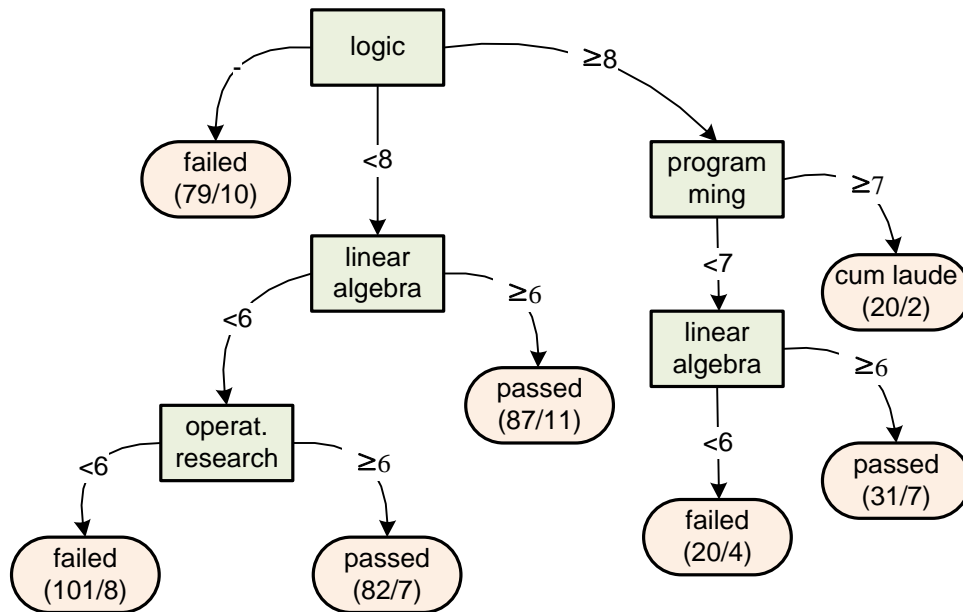 logic
-
≥8
<8
failed
(79/10)
program
ming
≥7
linear
algebra
<7
cum laude
(20/2)
<6
≥6
linear
algebra
≥6
passed
(87/11)
operat.
research
<6
<6
≥6
passed
(31/7)
failed
(20/4)
failed
(101/8)
passed
(82/7)